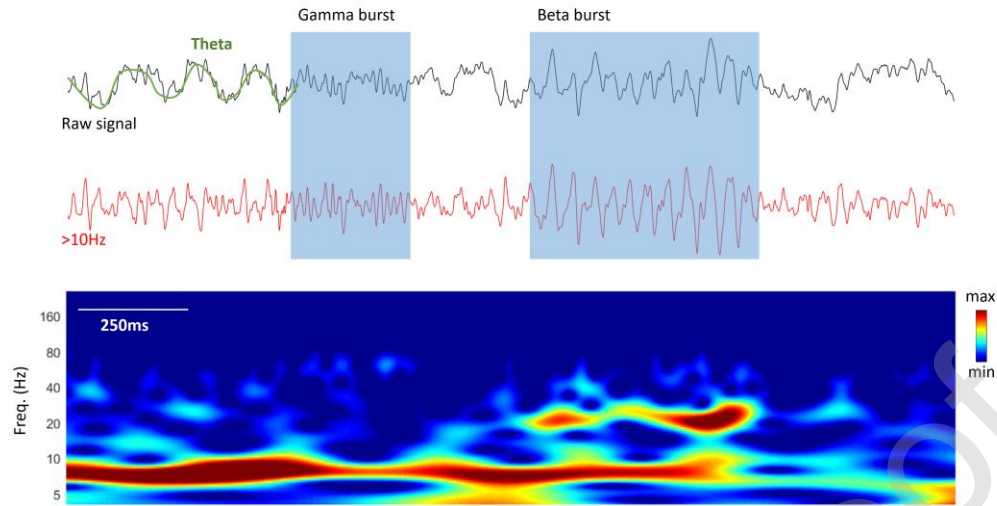 Gamma burst
Beta burst
Theta
Raw signal
>10Hz
250ms
max
min
Freq. (Hz)
160
80
40
20
10
5